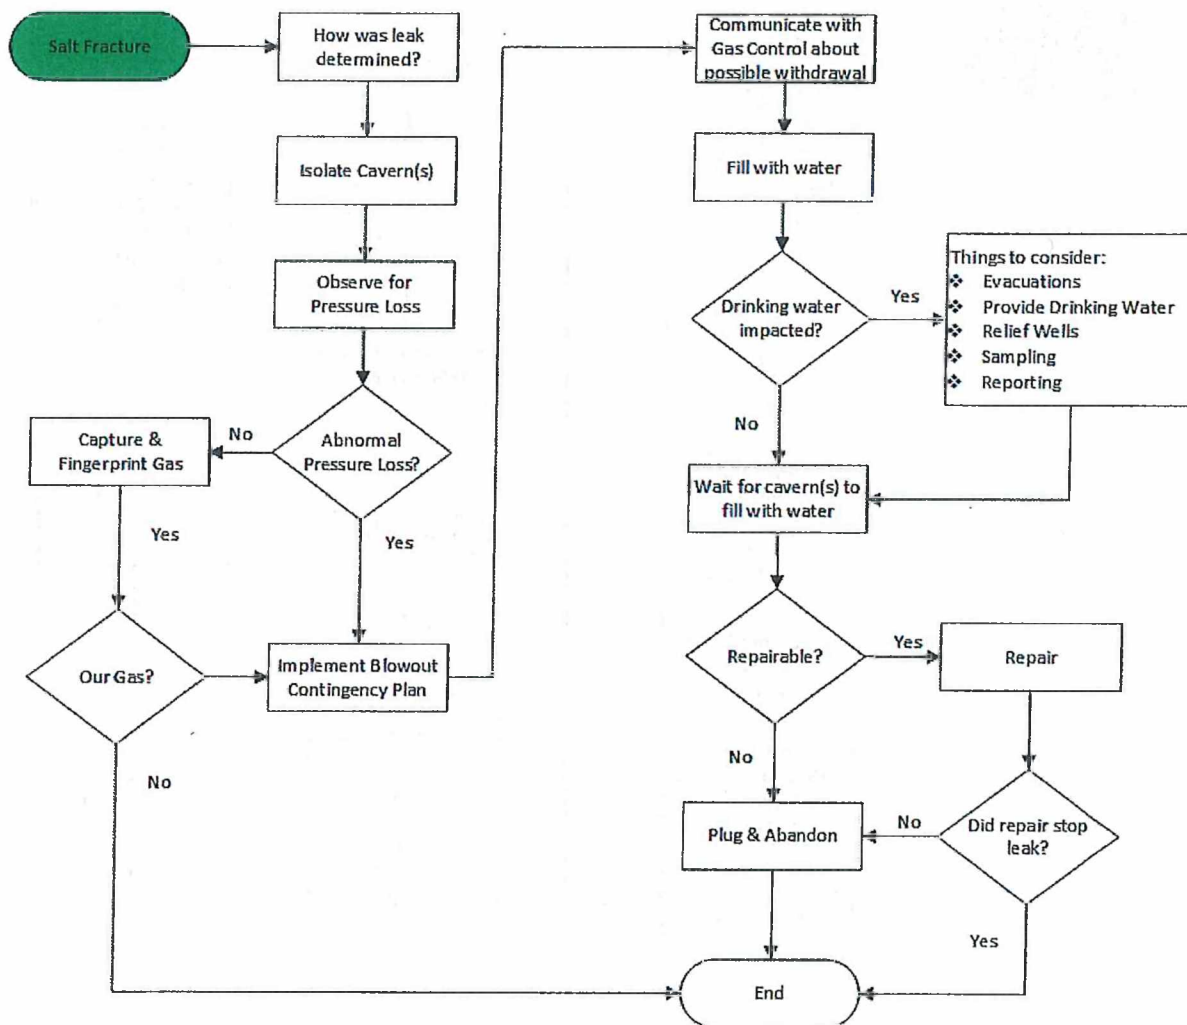 Salt Fracture
How was leak
determined?
Isolate Cavern(s)
Observe for
Pressure Loss
Abnormal
Pressure Loss?
No
Capture &
Fingerprint Gas
Yes
Yes
Our Gas?
Implement Blowout
Contingency Plan
No
Communicate with
Gas Control about
possible withdrawal
Fill with water
Drinking water
impacted?
Yes
Things to consider:
❖ Evacuations
❖ Provide Drinking Water
❖ Relief Wells
❖ Sampling
❖ Reporting
No
Wait for cavern(s) to
fill with water
Repairable?
Yes
Repair
No
Plug & Abandon
No
Did repair stop
leak?
Yes
End